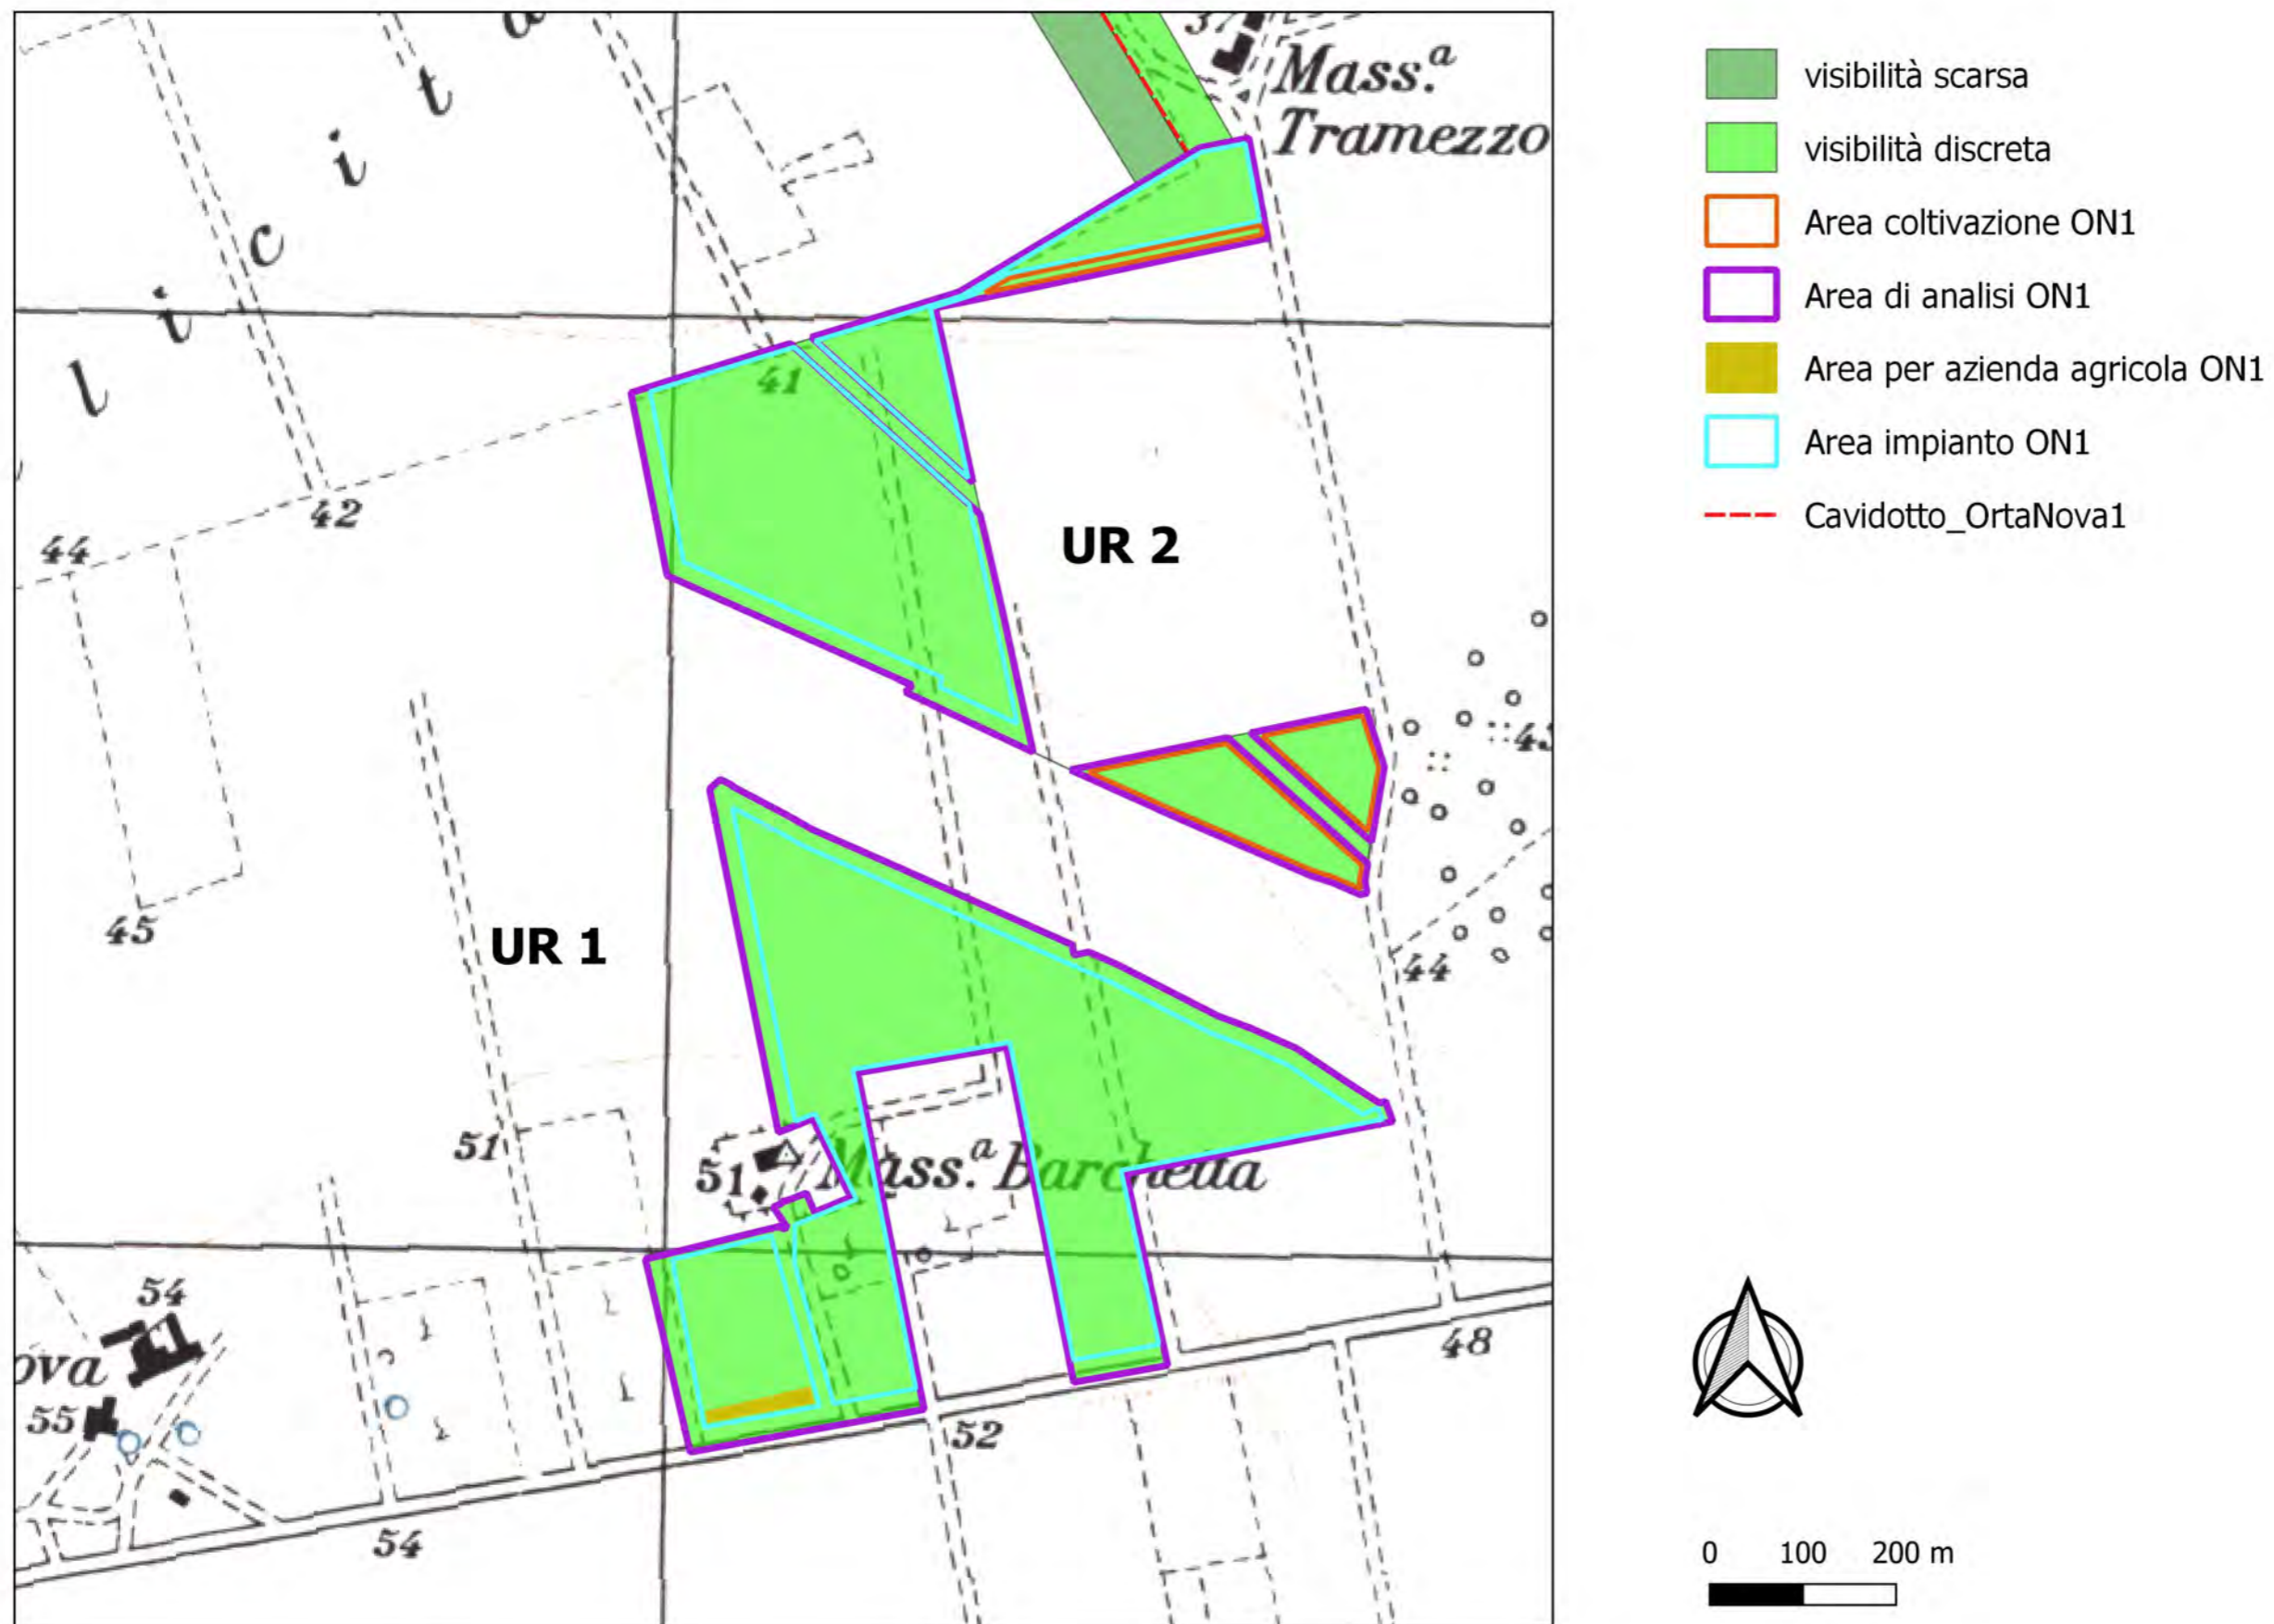 37
Mass.ª
Tramezzo
a
t
i
c
i
t
l
41
42
44
UR 2
43
45
UR 1
44
51
51
Mass.ª Barchetta
54
ova
55
48
52
54
visibilità scarsa
visibilità discreta
Area coltivazione ON1
Area di analisi ON1
Area per azienda agricola ON1
Area impianto ON1
Cavidotto_OrtaNova1
0 100 200 m